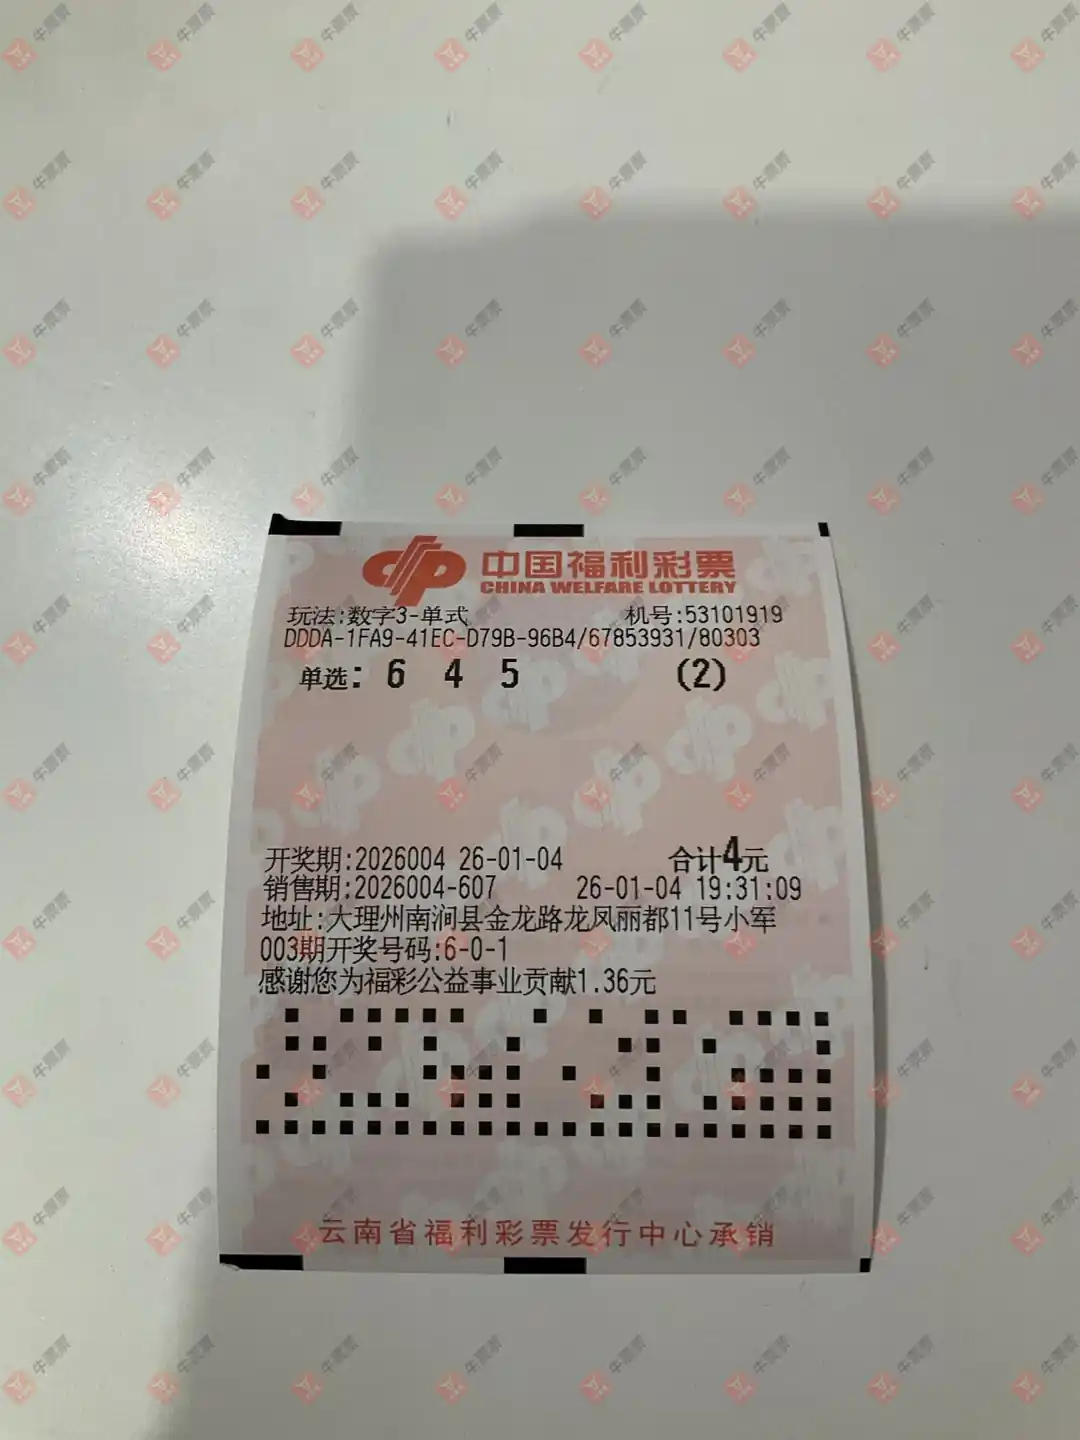 中国福利彩票
CHINA WELFARE LOTTERY
玩法:数字3-单式 机号:53101919
DDDA-1FA9-41EC-D79B-96B4/67853931/80303
单选: 6 4 5 (2)
开奖期:2026004 26-01-04 合计4元
销售期:2026004-607 26-01-04 19:31:09
地址:大理州南涧县金龙路龙凤丽都11号小军
003期开奖号码:6-0-1
感谢您为福彩公益事业贡献1.36元
云南省福利彩票发行中心承销
牛票票